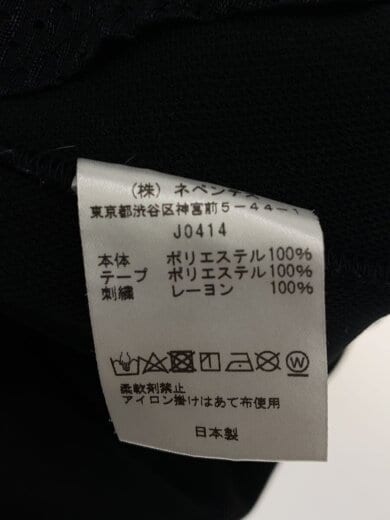 (株) ネペンテス
東京都渋谷区神宮前5-44-1
J0414
本体 ポリエステル100%
テープ ポリエステル100%
刺繍 レーヨン 100%
W
柔軟剤禁止
アイロン掛けはあて布使用
日本製